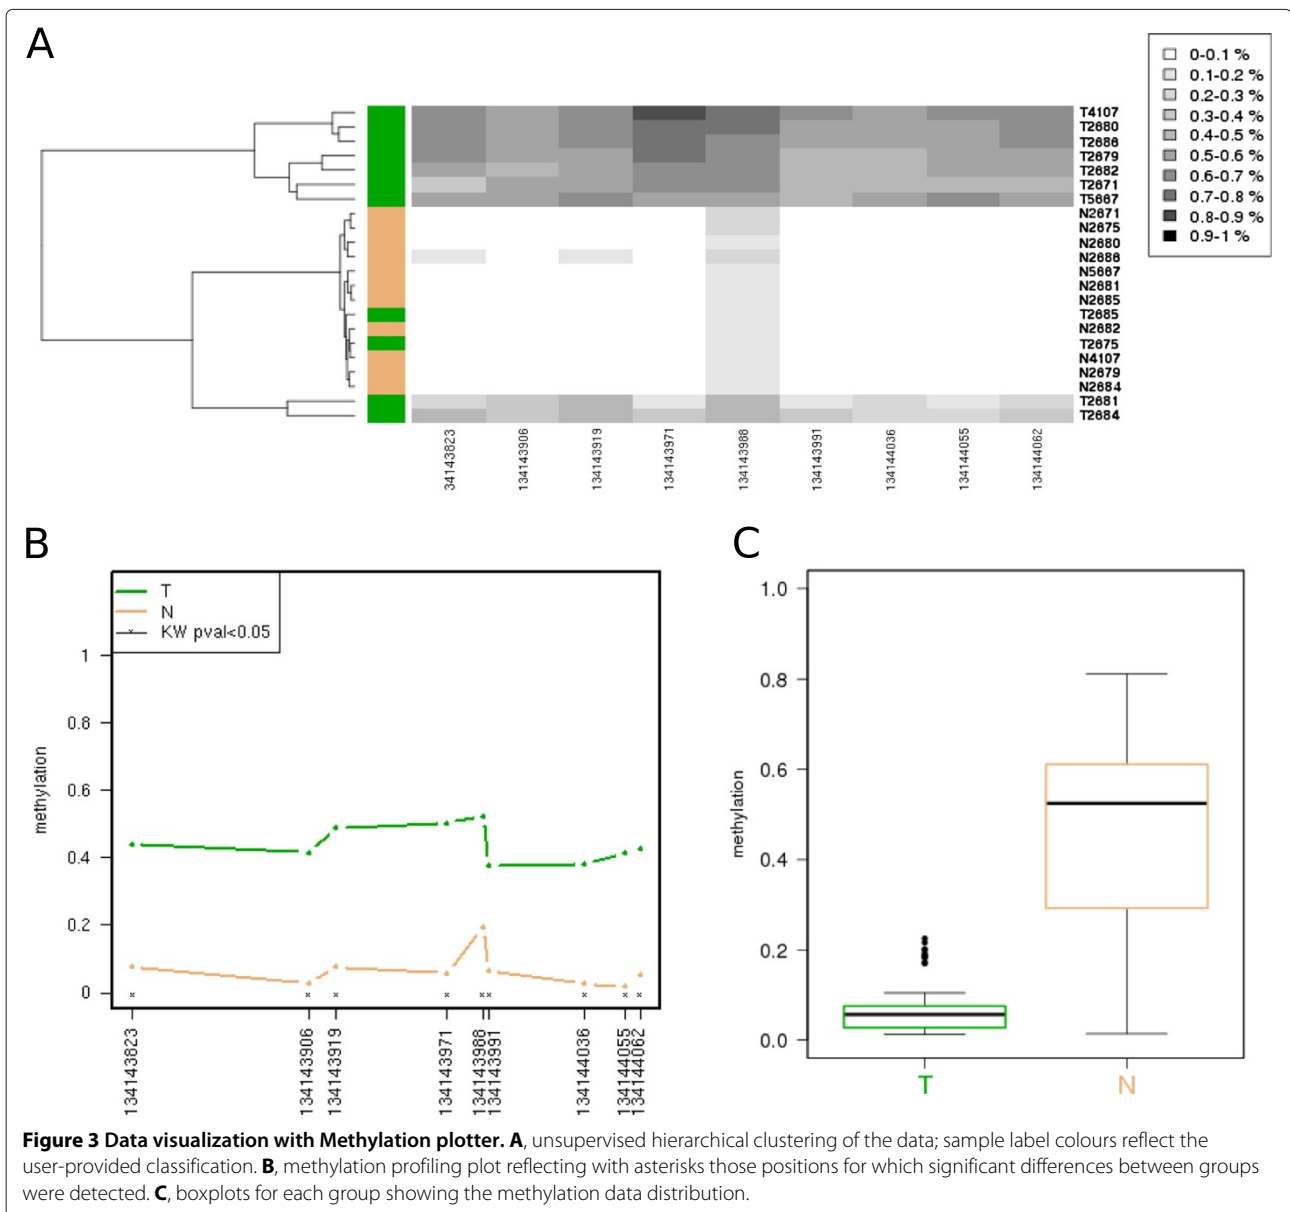 A
0-0.1 %
0.1-0.2 %
0.2-0.3 %
0.3-0.4 %
0.4-0.5 %
0.5-0.6 %
0.6-0.7 %
0.7-0.8 %
0.8-0.9 %
0.9-1 %
T4107
T2680
T2686
T2679
T2682
T2671
T5667
N2671
N2675
N2680
N2686
N5667
N2681
N2685
T2685
N2682
T2675
N4107
N2679
N2684
T2681
T2684
34143823
134143906
134143919
134143971
134143988
134143991
134144036
134144055
134144062
B
T
N
KW pval<0.05
1
0.8
0.6
0.4
0.2
0
methylation
134143823
134143906
134143919
134143971
134143988
134143991
134144036
134144055
134144062
C
1.0
0.8
0.6
0.4
0.2
0.0
methylation
T
N
Figure 3 Data visualization with Methylation plotter. A, unsupervised hierarchical clustering of the data; sample label colours reflect the
user-provided classification. B, methylation profiling plot reflecting with asterisks those positions for which significant differences between groups
were detected. C, boxplots for each group showing the methylation data distribution.